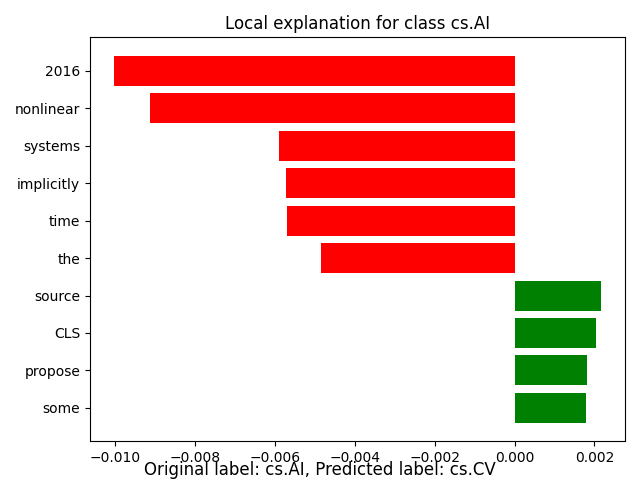 Local explanation for class cs.AI
2016
nonlinear
systems
implicitly
time
the
source
CLS
propose
some
−0.010 −0.008 −0.006 −0.004 −0.002 0.000 0.002
Original label: cs.AI, Predicted label: cs.CV